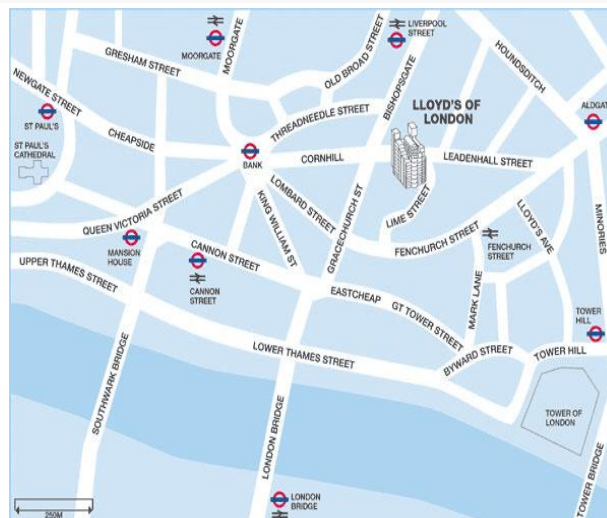 MOORGATE
MOORGATE
LIVERPOOL
STREET
GRESHAM STREET
OLD BROAD STREET
BISHOPSGATE
HOUNDSDITCH
NEWGATE STREET
ST PAUL'S
ST PAUL'S
CATHEDRAL
CHEAPSIDE
THREADNEEDLE STREET
LLOYD'S OF
LONDON
ALDGATE
BANK
CORNHILL
LEADENHALL STREET
QUEEN VICTORIA STREET
KING WILLIAM ST
LOMBARD STREET
GRACECHURCH ST
LIME STREET
FENCHURCH STREET
LLOYD'S AVE
MINORIES
MANSION
HOUSE
CANNON STREET
CANNON
STREET
FENCHURCH
STREET
UPPER THAMES STREET
EASTCHEAP
GT TOWER STREET
MARK LANE
TOWER
HILL
LOWER THAMES STREET
BYWARD STREET
TOWER HILL
SOUTHWARK BRIDGE
LONDON BRIDGE
TOWER OF
LONDON
TOWER BRIDGE
LONDON
BRIDGE
250M